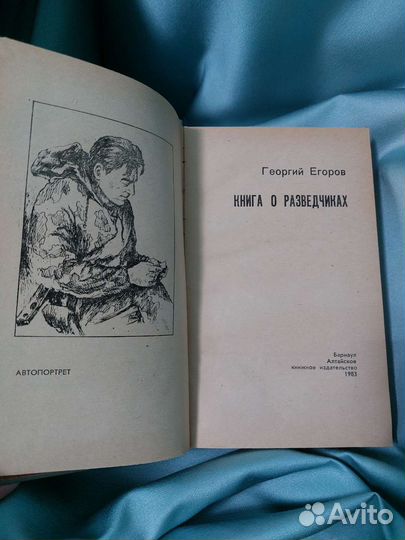 АВТОПОРТРЕТ
Георгий Егоров
КНИГА О РАЗВЕДЧИКАХ
Барнаул
Алтайское
книжное издательство
1983
Avito